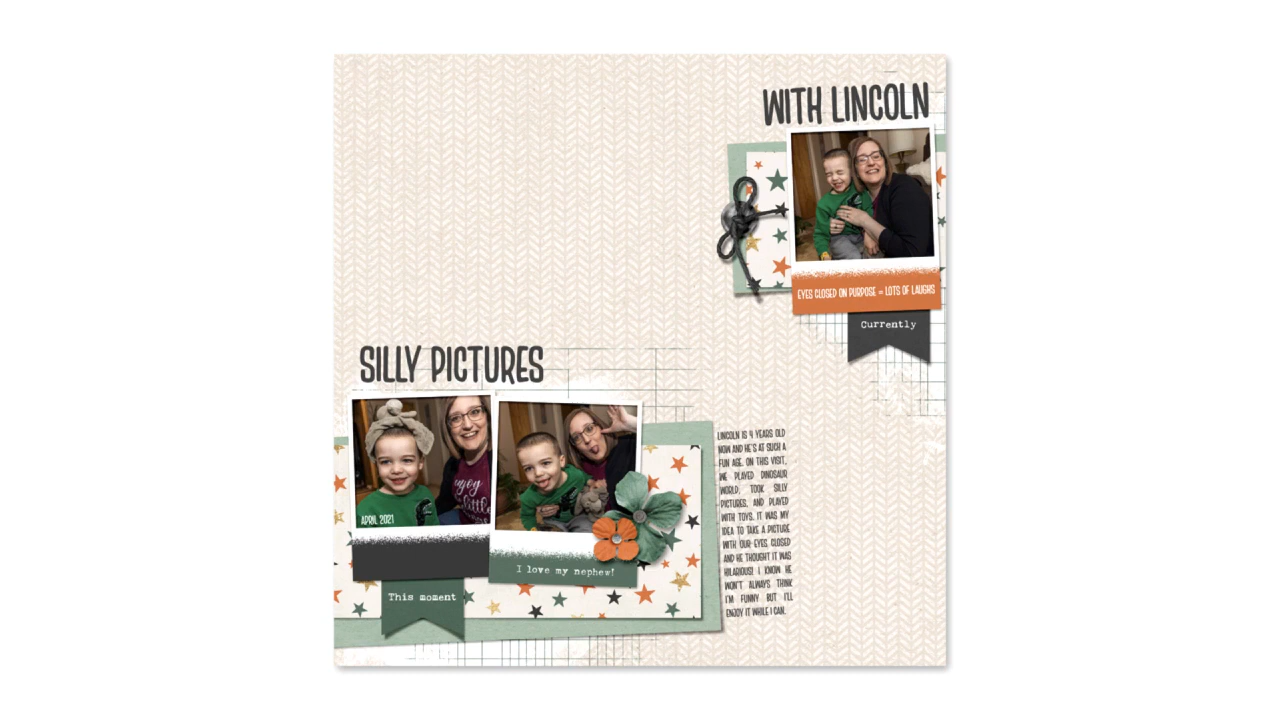 WITH LINCOLN
EYES CLOSED ON PURPOSE = LOTS OF LAUGHS
Currently
SILLY PICTURES
enjoy
the
little
APRIL 2021
I love my nephew!
This moment
LINCOLN IS 4 YEARS OLD
NOW AND HE'S AT SUCH A
FUN AGE. ON THIS VISIT,
WE PLAYED DINOSAUR
WORLD, TOOK SILLY
PICTURES, AND PLAYED
WITH TOYS. IT WAS MY
IDEA TO TAKE A PICTURE
WITH OUR EYES CLOSED
AND HE THOUGHT IT WAS
HILARIOUS! I KNOW HE
WON'T ALWAYS THINK
I'M FUNNY BUT I'LL
ENJOY IT WHILE I CAN.